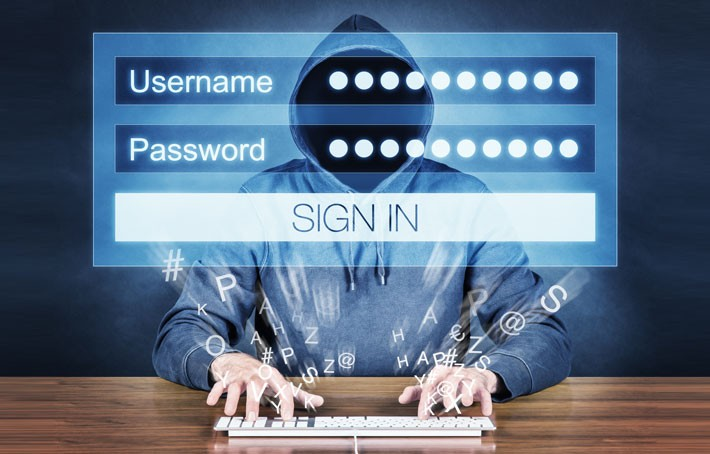 Username ●●●●●●●●●●
Password ●●●●●●●●●●
SIGN IN
#
P A P S
K H Z H A € @
O A # P Z @ H A P # Z
Y V Y S K Y V Z K